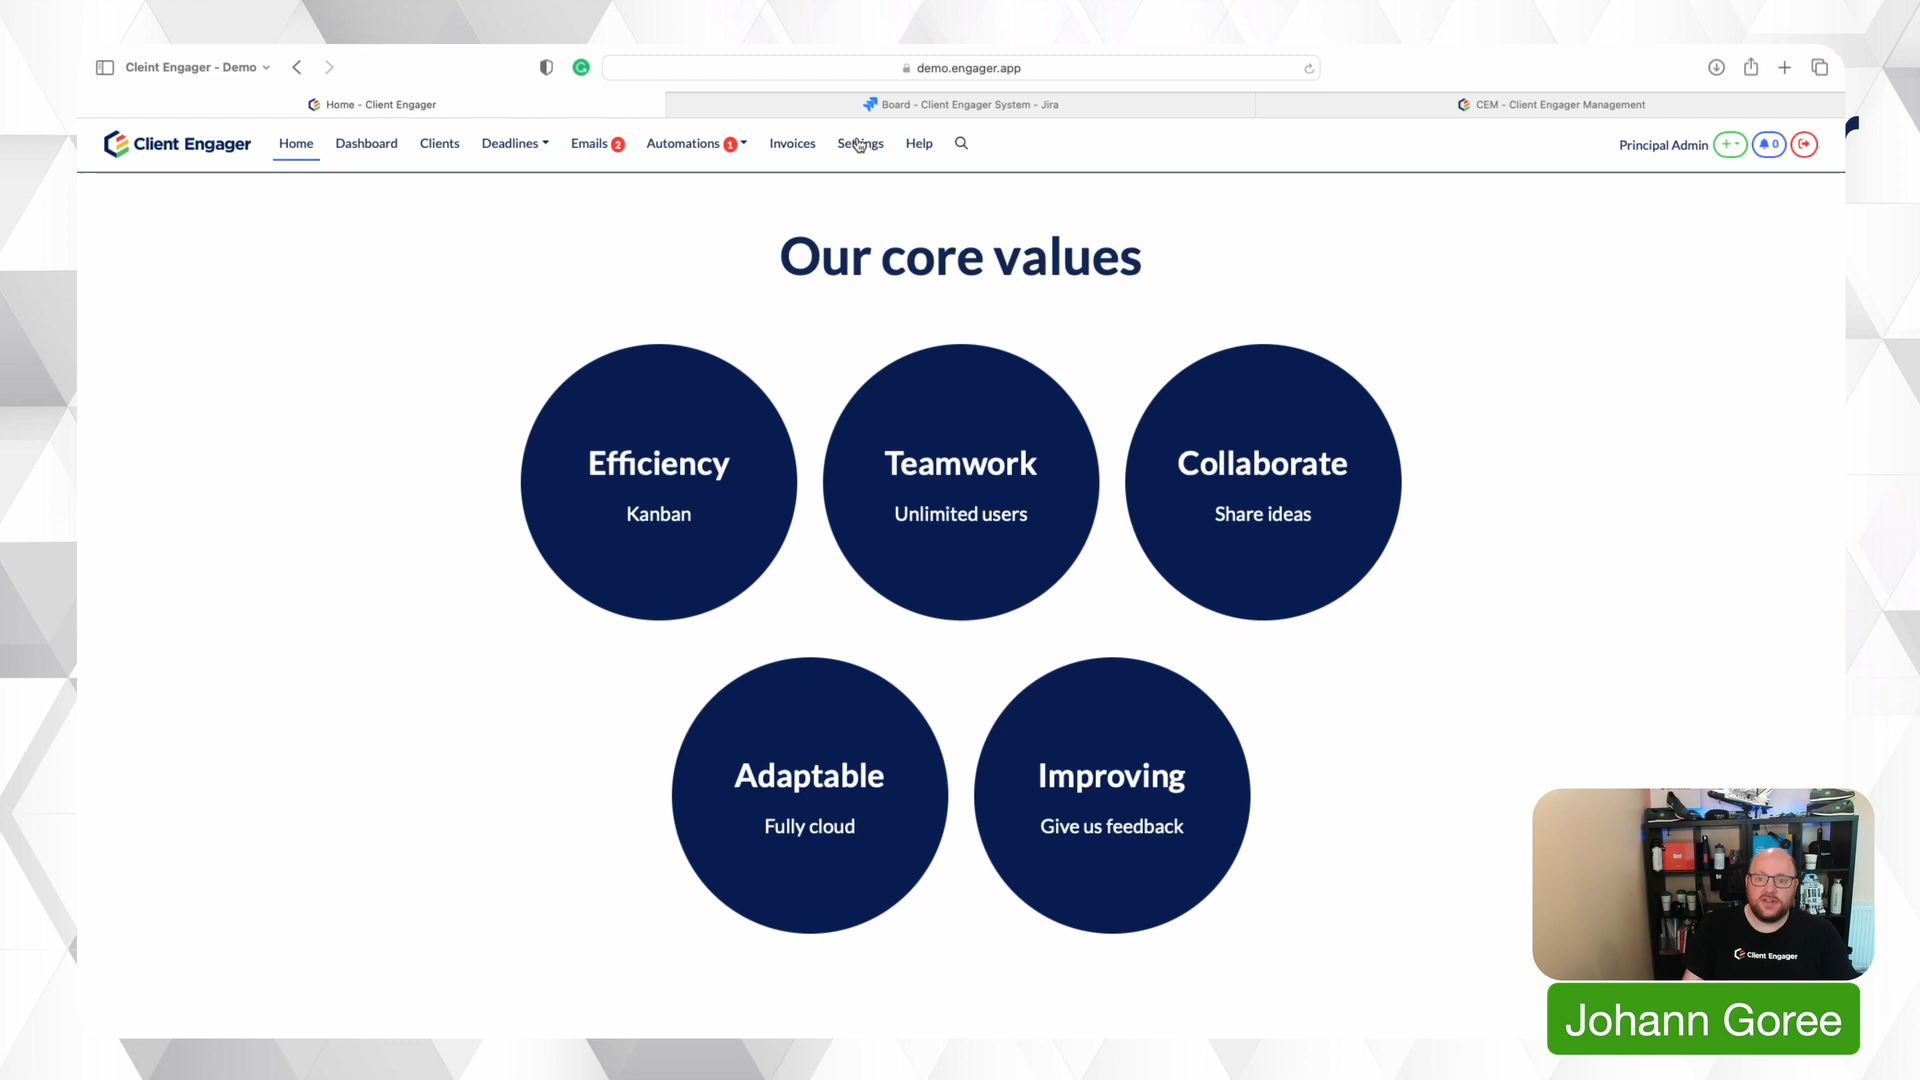 Cleint Engager - Demo
demo.engager.app
Home - Client Engager
Board - Client Engager System - Jira
CEM - Client Engager Management
Client Engager
Home
Dashboard
Clients
Deadlines
Emails 2
Automations 1
Invoices
Settings
Help
Principal Admin
+
0
Our core values
Efficiency
Kanban
Teamwork
Unlimited users
Collaborate
Share ideas
Adaptable
Fully cloud
Improving
Give us feedback
Client Engager
Johann Goree